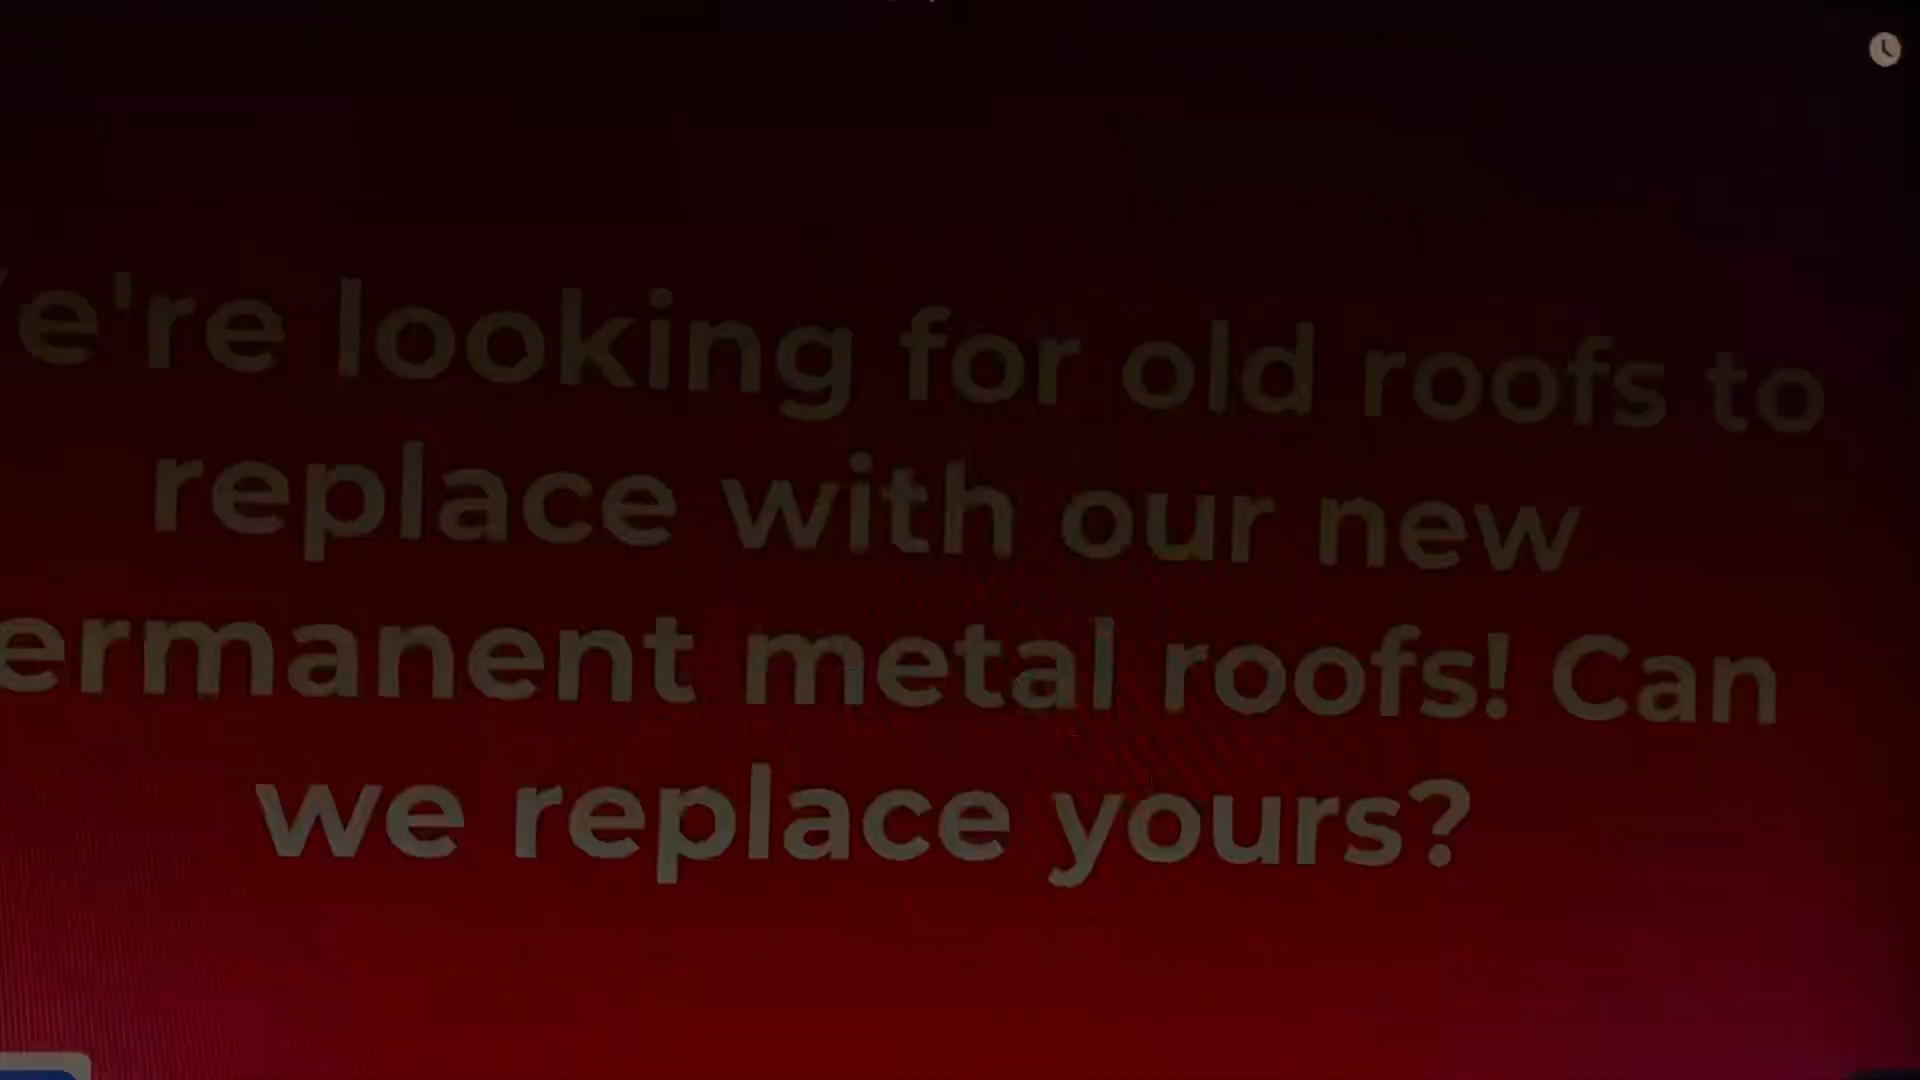 e're looking for old roofs to
replace with our new
ermanent metal roofs! Can
we replace yours?